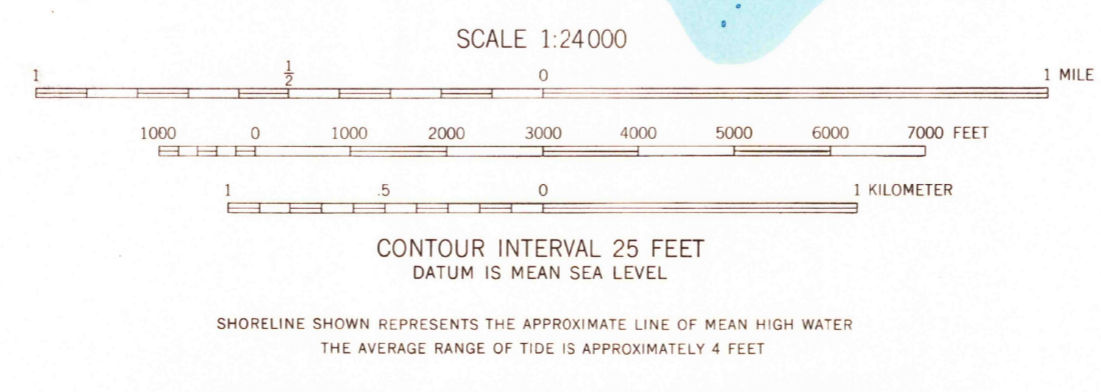 SCALE 1:24000
1 1/2 0 1 MILE
1000 0 1000 2000 3000 4000 5000 6000 7000 FEET
1 .5 0 1 KILOMETER
CONTOUR INTERVAL 25 FEET
DATUM IS MEAN SEA LEVEL
SHORELINE SHOWN REPRESENTS THE APPROXIMATE LINE OF MEAN HIGH WATER
THE AVERAGE RANGE OF TIDE IS APPROXIMATELY 4 FEET